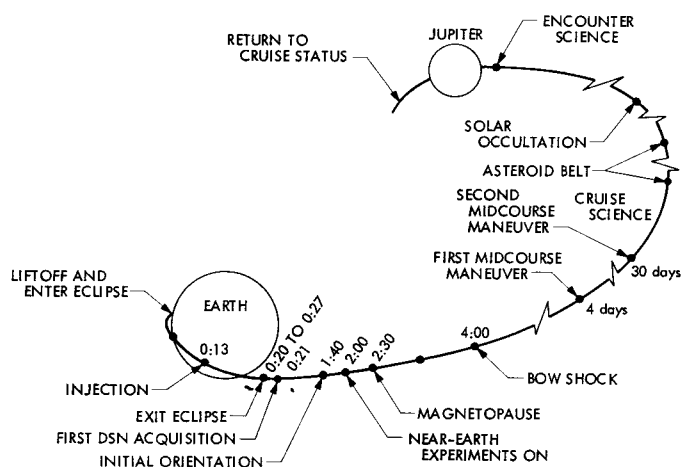 JUPITER
ENCOUNTER
SCIENCE
RETURN TO
CRUISE STATUS
SOLAR
OCCULTATION
ASTEROID BELT
SECOND
MIDCOURSE
MANEUVER
CRUISE
SCIENCE
FIRST MIDCOURSE
MANEUVER
30 days
4 days
LIFTOFF AND
ENTER ECLIPSE
EARTH
0:13
0:20 TO 0:27
0:21
1:40
2:00
2:30
4:00
INJECTION
EXIT ECLIPSE
FIRST DSN ACQUISITION
INITIAL ORIENTATION
BOW SHOCK
MAGNETOPAUSE
NEAR-EARTH
EXPERIMENTS ON